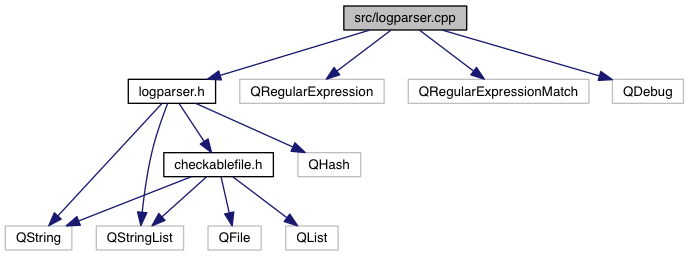 src/logparser.cpp
logparser.h
QRegularExpression
QRegularExpressionMatch
QDebug
checkablefile.h
QHash
QString
QStringList
QFile
QList